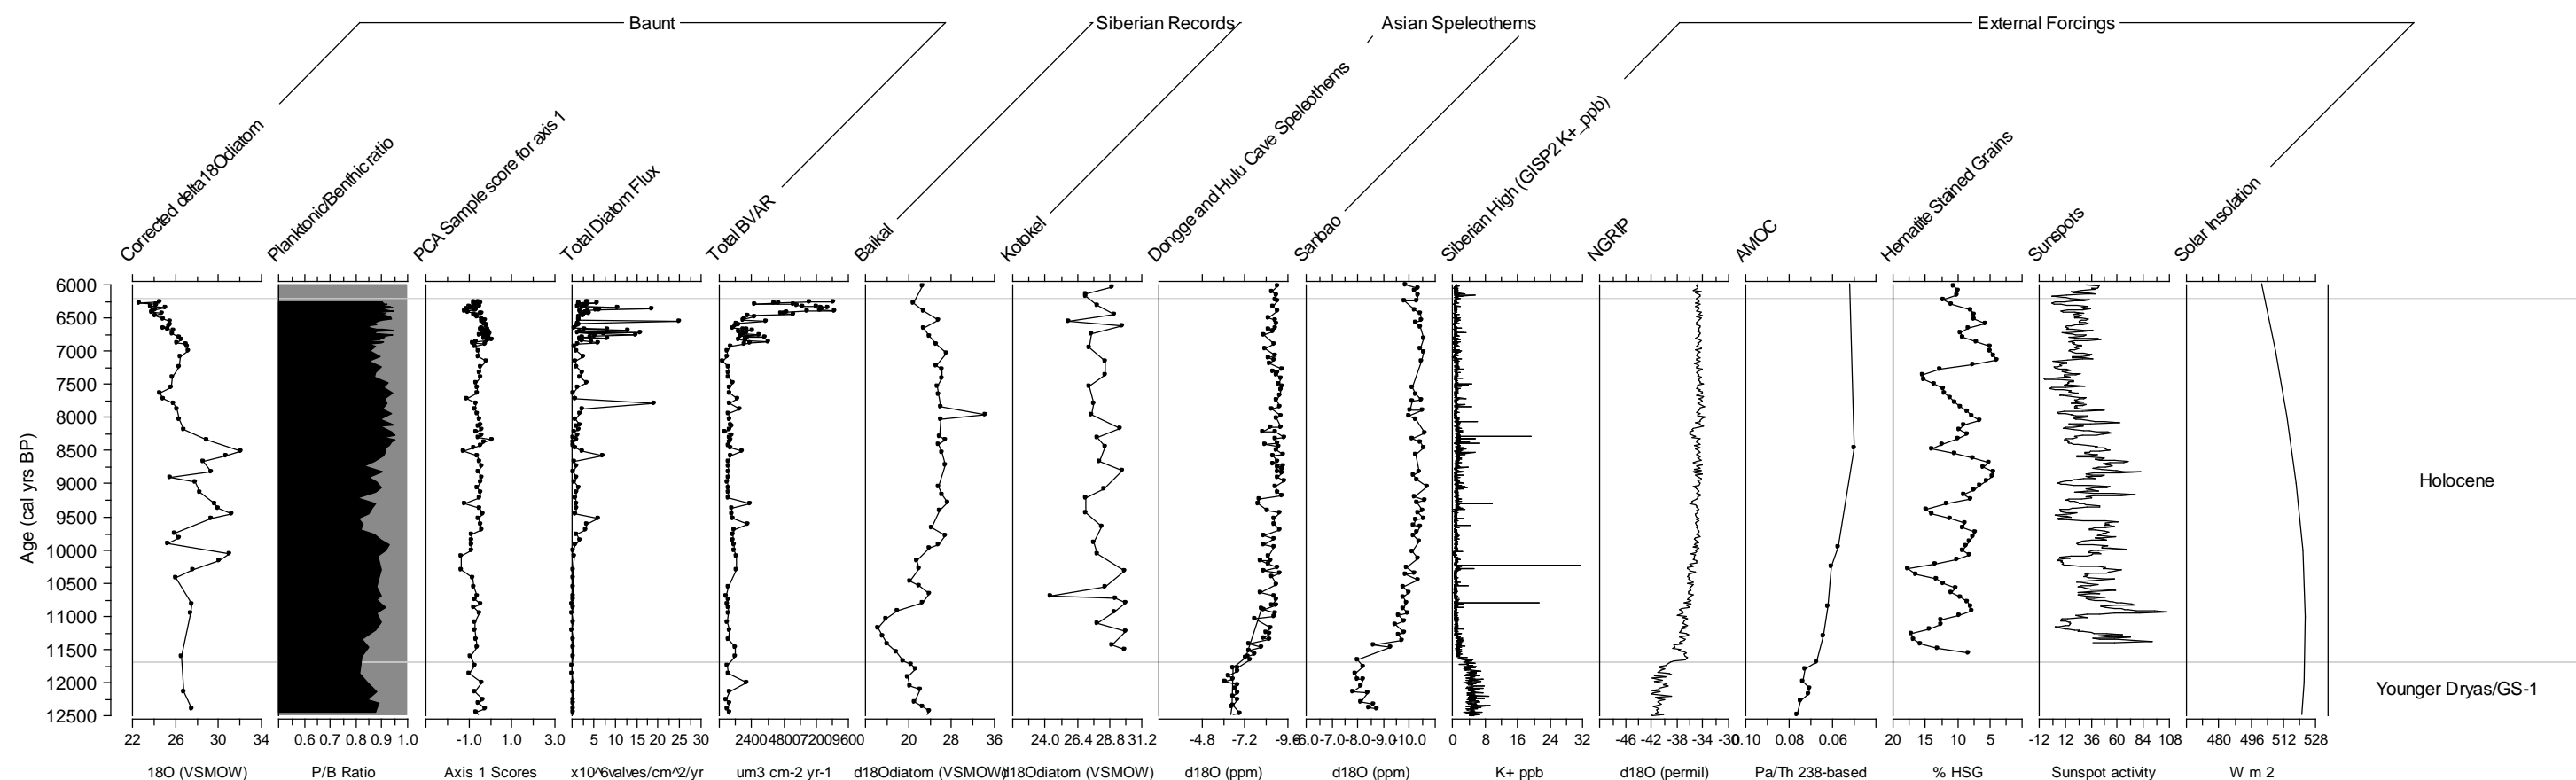 Baunt
Siberian Records
Asian Speleothems
External Forcings
Corrected delta18Odiatom
Planktonic/Benthic ratio
PCA Sample score for axis 1
Total Diatom Flux
Total BVAR
Baikal
Kotokel
Dongge and Hulu Cave Speleothems
Sanbao
Siberian High (GISP2 K+_ppb)
NGRIP
AMOC
Hematite Stained Grains
Sunspots
Solar Insolation
Age (cal yrs BP)
6000
6500
7000
7500
8000
8500
9000
9500
10000
10500
11000
11500
12000
12500
Holocene
Younger Dryas/GS-1
22 26 30 34
0.6 0.7 0.8 0.9 1.0
-1.0 1.0 3.0
5 10 15 20 25 30
2400 4800 7200 9600
20 28 36
24.0 26.4 28.8 31.2
-4.8 -7.2 -9.6
-6.0 -7.0 -8.0 -9.0 -10.0
0 8 16 24 32
-46 -42 -38 -34 -30
0.10 0.08 0.06
20 15 10 5
-12 12 36 60 84 108
480 496 512 528
18O (VSMOW)
P/B Ratio
Axis 1 Scores
x10^6valves/cm^2/yr
um3 cm-2 yr-1
d18Odiatom (VSMOW)
d18Odiatom (VSMOW)
d18O (ppm)
d18O (ppm)
K+ ppb
d18O (permil)
Pa/Th 238-based
% HSG
Sunspot activity
W m 2